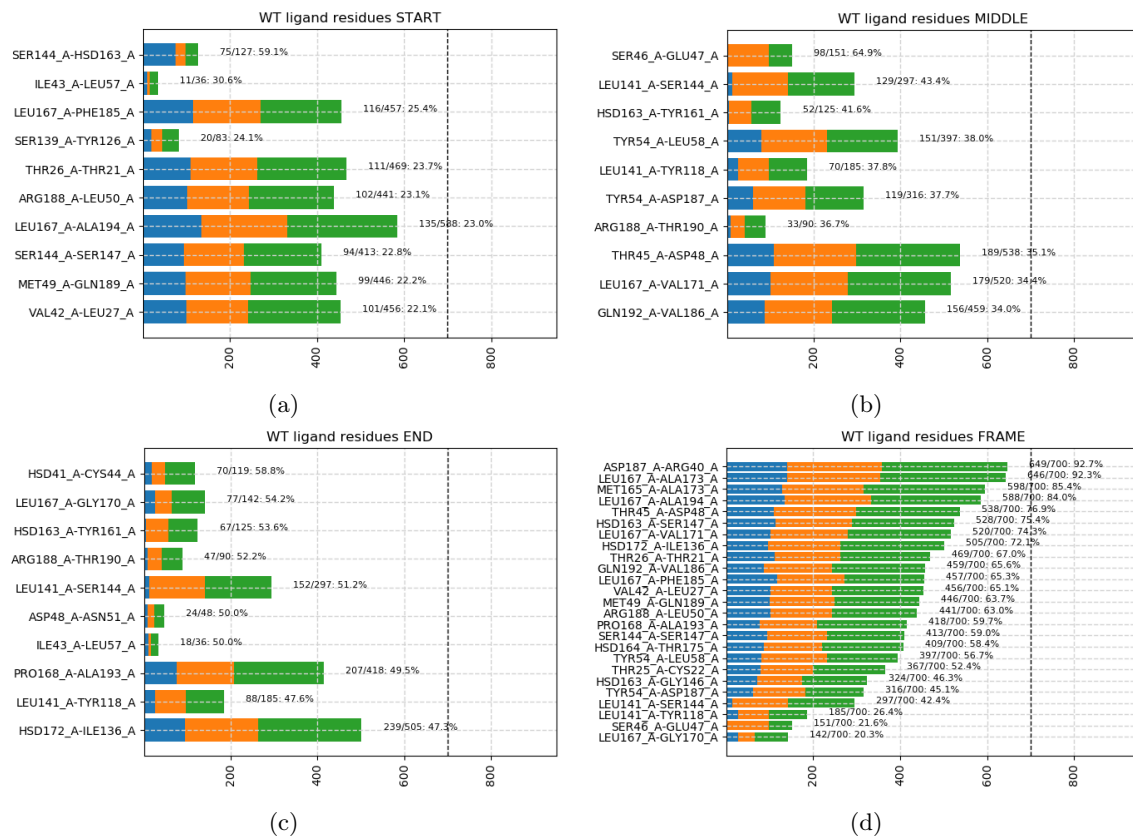 WT ligand residues START
SER144_A-HSD163_A 75/127: 59.1%
ILE43_A-LEU57_A 11/36: 30.6%
LEU167_A-PHE185_A 116/457: 25.4%
SER139_A-TYR126_A 20/83: 24.1%
THR26_A-THR21_A 111/469: 23.7%
ARG188_A-LEU50_A 102/441: 23.1%
LEU167_A-ALA194_A 135/588: 23.0%
SER144_A-SER147_A 94/413: 22.8%
MET49_A-GLN189_A 99/446: 22.2%
VAL42_A-LEU27_A 101/456: 22.1%
200 400 600 800
(a)
WT ligand residues MIDDLE
SER46_A-GLU47_A 98/151: 64.9%
LEU141_A-SER144_A 129/297: 43.4%
HSD163_A-TYR161_A 52/125: 41.6%
TYR54_A-LEU58_A 151/397: 38.0%
LEU141_A-TYR118_A 70/185: 37.8%
TYR54_A-ASP187_A 119/316: 37.7%
ARG188_A-THR190_A 33/90: 36.7%
THR45_A-ASP48_A 189/538: 35.1%
LEU167_A-VAL171_A 179/520: 34.4%
GLN192_A-VAL186_A 156/459: 34.0%
200 400 600 800
(b)
WT ligand residues END
HSD41_A-CYS44_A 70/119: 58.8%
LEU167_A-GLY170_A 77/142: 54.2%
HSD163_A-TYR161_A 67/125: 53.6%
ARG188_A-THR190_A 47/90: 52.2%
LEU141_A-SER144_A 152/297: 51.2%
ASP48_A-ASN51_A 24/48: 50.0%
ILE43_A-LEU57_A 18/36: 50.0%
PRO168_A-ALA193_A 207/418: 49.5%
LEU141_A-TYR118_A 88/185: 47.6%
HSD172_A-ILE136_A 239/505: 47.3%
200 400 600 800
(c)
WT ligand residues FRAME
ASP187_A-ARG40_A 649/700: 92.7%
LEU167_A-ALA173_A 646/700: 92.3%
MET165_A-ALA173_A 598/700: 85.4%
LEU167_A-ALA194_A 588/700: 84.0%
THR45_A-ASP48_A 538/700: 76.9%
HSD163_A-SER147_A 528/700: 75.4%
LEU167_A-VAL171_A 520/700: 74.3%
HSD172_A-ILE136_A 505/700: 72.1%
THR26_A-THR21_A 469/700: 67.0%
GLN192_A-VAL186_A 459/700: 65.6%
LEU167_A-PHE185_A 457/700: 65.3%
VAL42_A-LEU27_A 456/700: 65.1%
MET49_A-GLN189_A 446/700: 63.7%
ARG188_A-LEU50_A 441/700: 63.0%
PRO168_A-ALA193_A 418/700: 59.7%
SER144_A-SER147_A 413/700: 59.0%
HSD164_A-THR175_A 409/700: 58.4%
TYR54_A-LEU58_A 397/700: 56.7%
THR25_A-CYS22_A 367/700: 52.4%
HSD163_A-GLY146_A 324/700: 46.3%
TYR54_A-ASP187_A 316/700: 45.1%
LEU141_A-SER144_A 297/700: 42.4%
LEU141_A-TYR118_A 185/700: 26.4%
SER46_A-GLU47_A 151/700: 21.6%
LEU167_A-GLY170_A 142/700: 20.3%
200 400 600 800
(d)